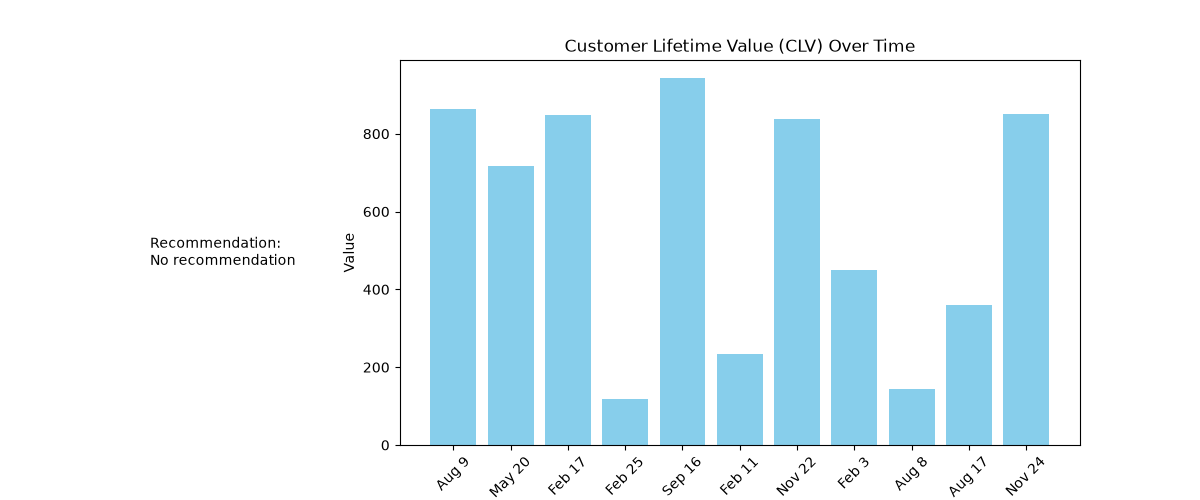 Customer Lifetime Value (CLV) Over Time
Recommendation:
No recommendation
Value
800
600
400
200
0
Aug 9
May 20
Feb 17
Feb 25
Sep 16
Feb 11
Nov 22
Feb 3
Aug 8
Aug 17
Nov 24